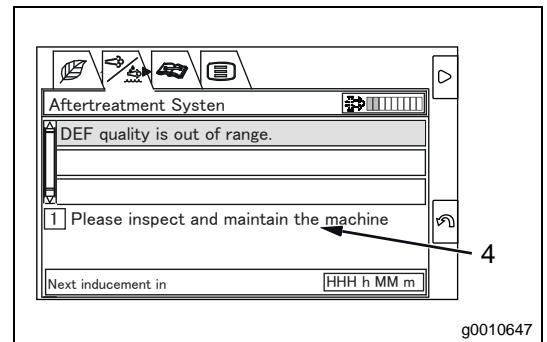 Aftertreatment Systen
DEF quality is out of range.
1 Please inspect and maintain the machine
4
Next inducement in HHH h MM m
g0010647